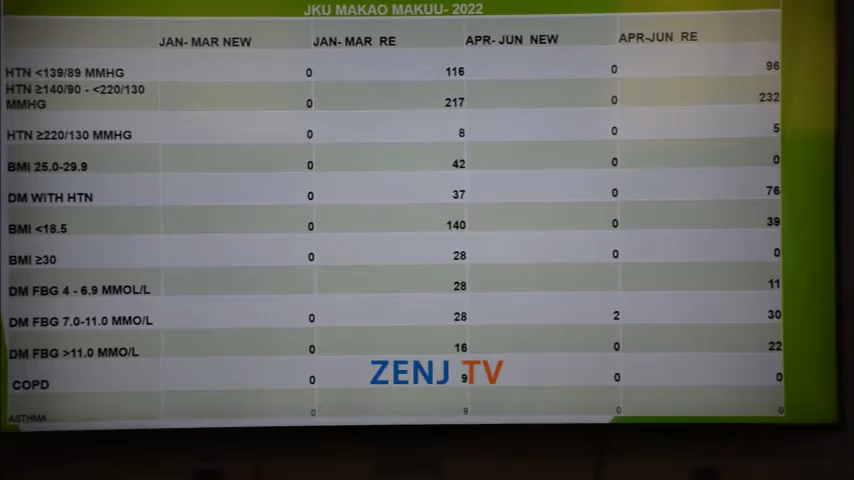 JKU MAKAO MAKUU- 2022
JAN- MAR NEW JAN- MAR RE APR- JUN NEW APR-JUN RE
HTN <139/89 MMHG 0 116 0 96
HTN ≥140/90 - <220/130
MMHG 0 217 0 232
HTN ≥220/130 MMHG 0 8 0 5
BMI 25.0-29.9 0 42 0 0
DM WITH HTN 0 37 0 76
BMI <18.5 0 140 0 39
BMI ≥30 0 28 0 0
DM FBG 4 - 6.9 MMOL/L 28 11
DM FBG 7.0-11.0 MMO/L 0 28 2 30
DM FBG >11.0 MMO/L 0 16 0 22
COPD 0 9 0 0
ZENJ TV
ASTHMA 0 9 0 0